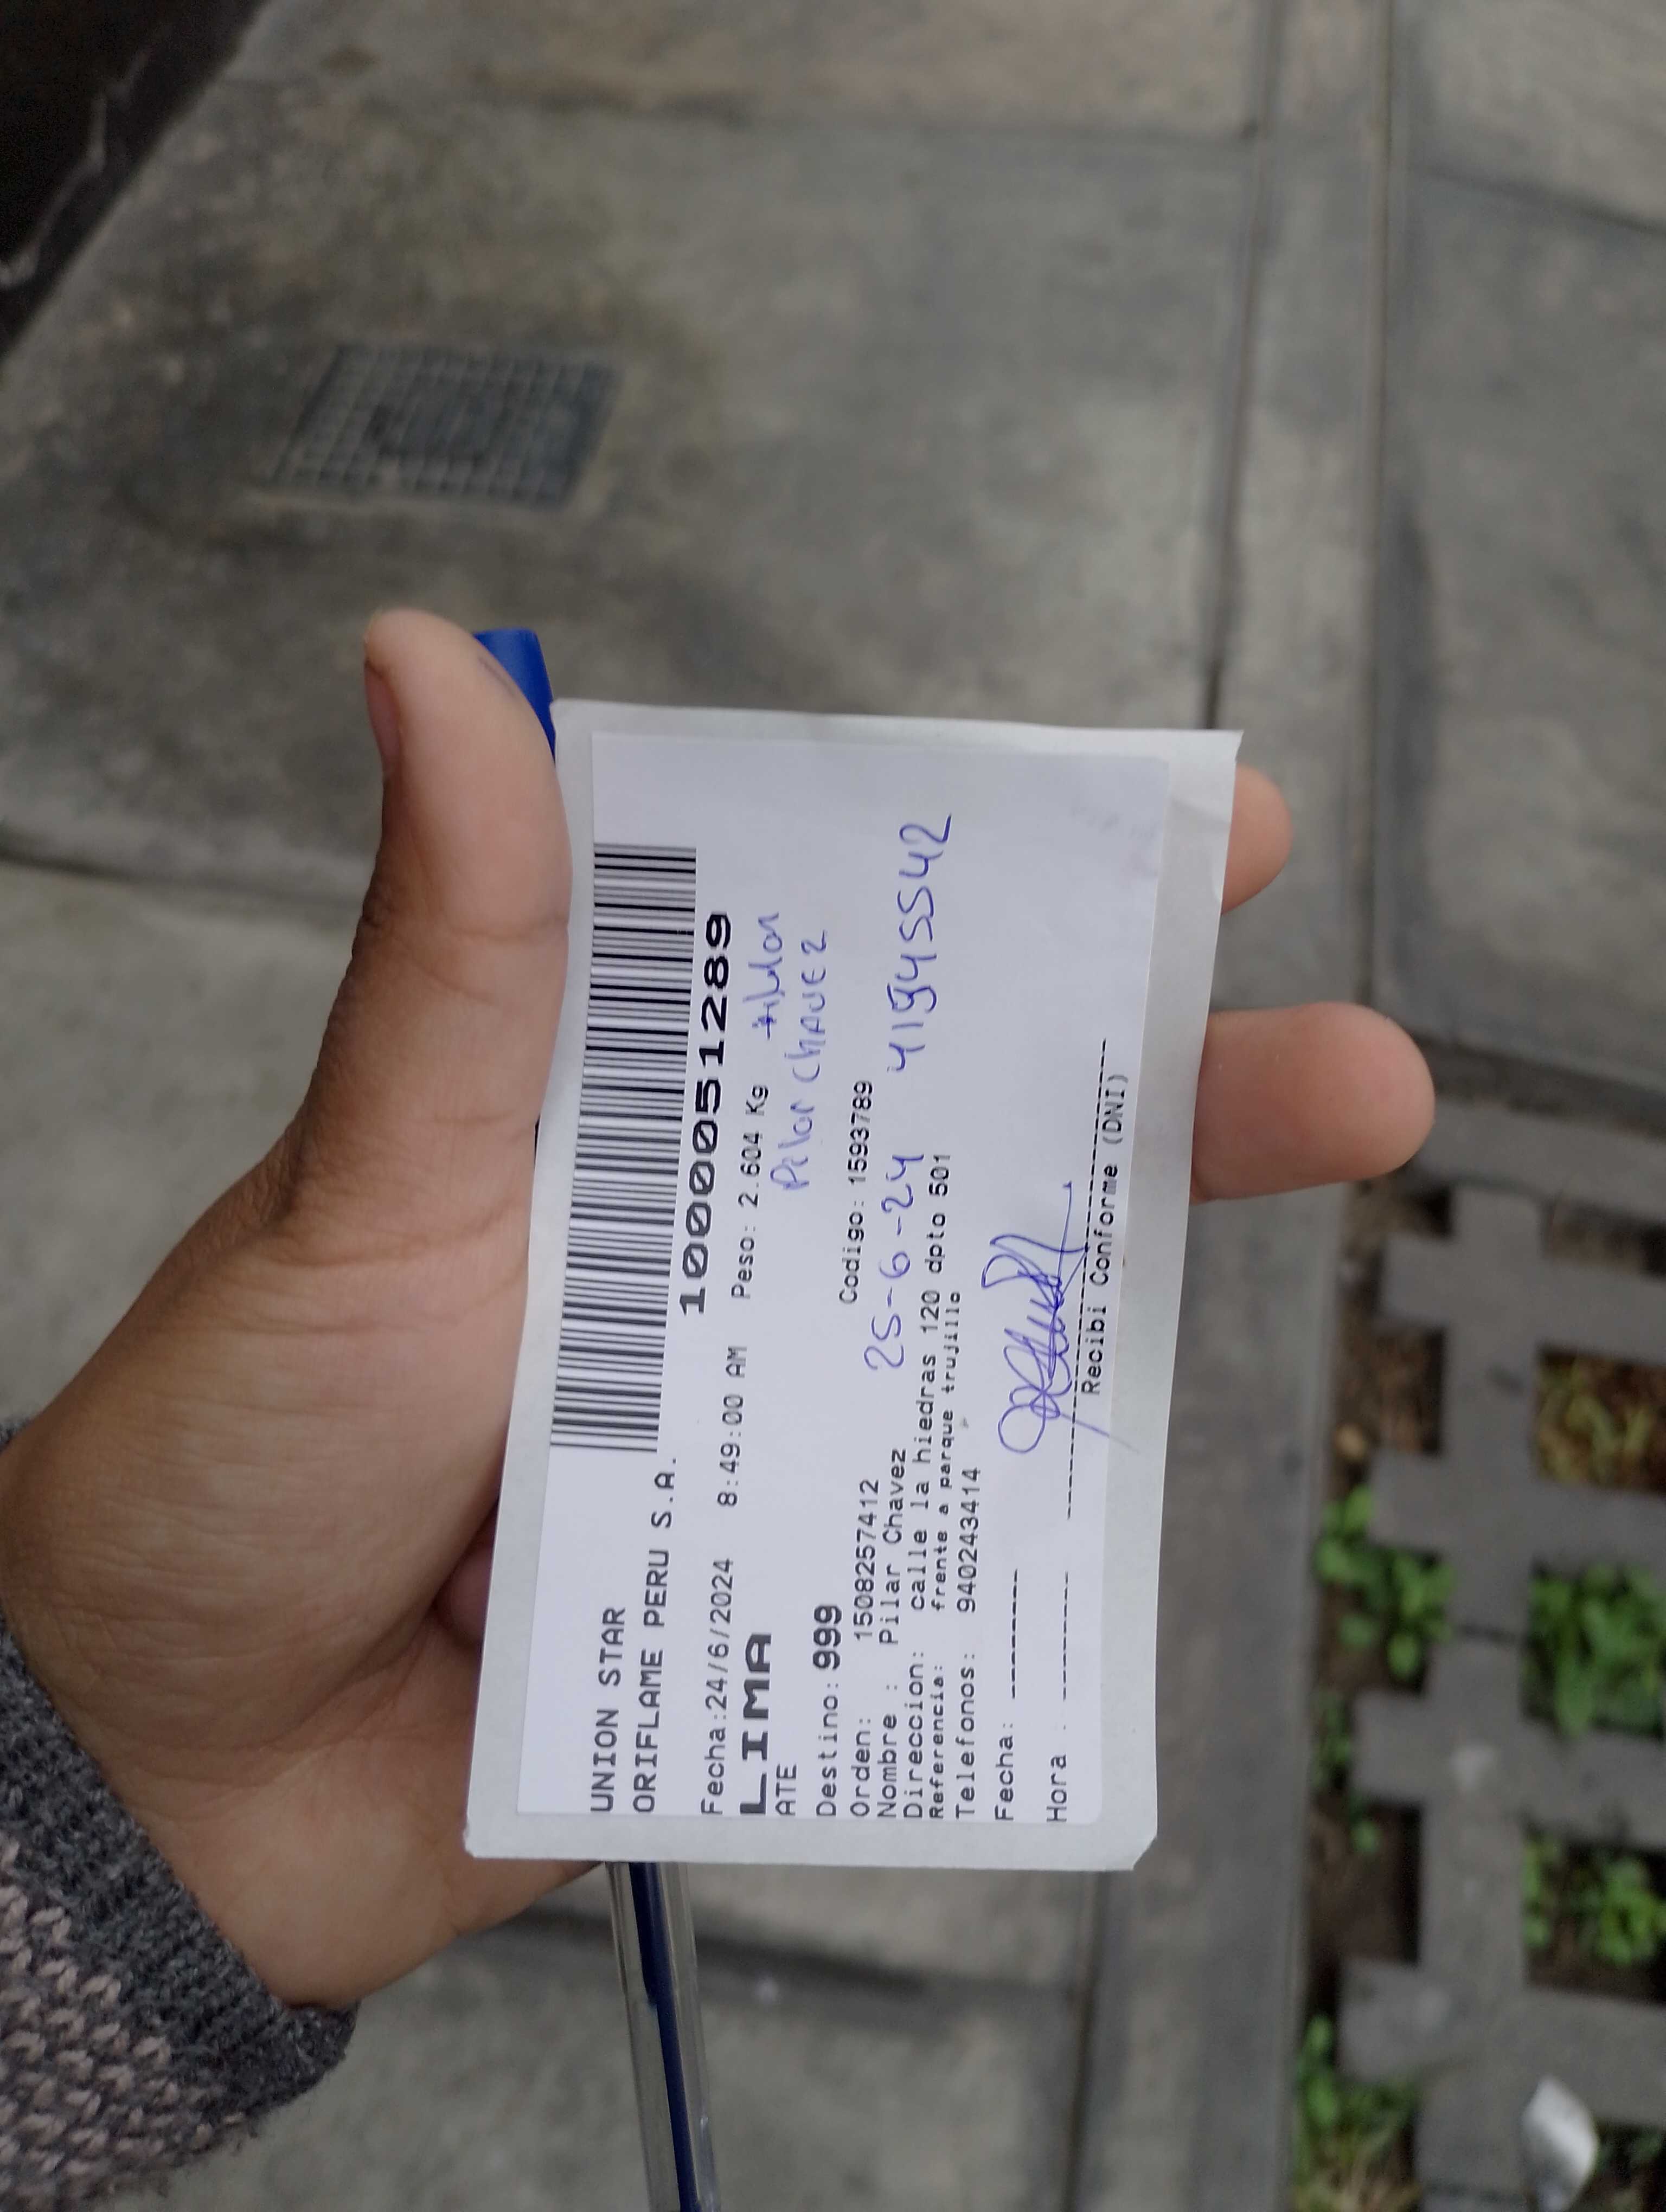 UNION STAR
ORIFLAME PERU S.A.
1000051289
Fecha:24/6/2024 8:49:00 AM Peso: 2.604 Kg
LIMA
ATE
Pilar CHAVEZ
Destino: 999
Codigo: 1593789
Orden: 1508257412
25-6-24 41945542
Nombre : Pilar Chavez
Direccion: calle la hiedras 120 dpto 501
Referencia: frente a parque trujillo
Telefonos: 940243414
Fecha:
Hora :
Recibi Conforme (DNI)